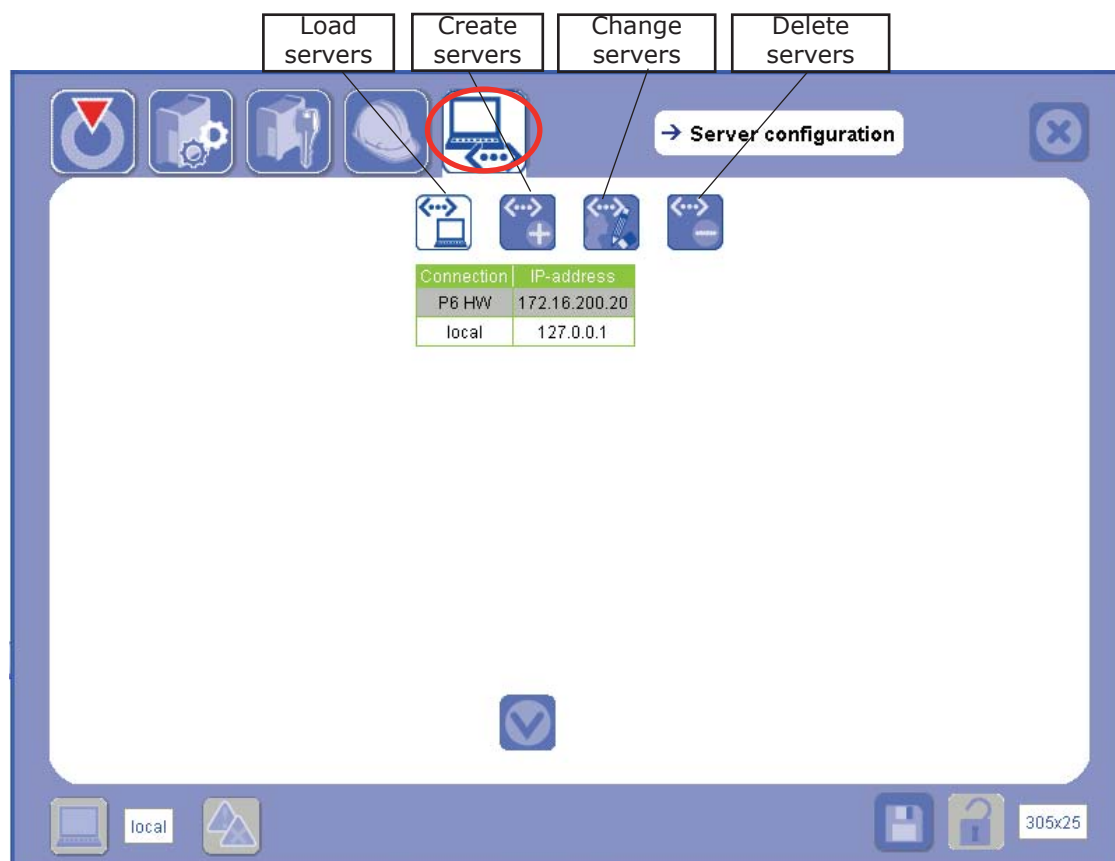 Load
servers
Create
servers
Change
servers
Delete
servers
→ Server configuration
Connection IP-address
P6 HW 172.16.200.20
local 127.0.0.1
local
305x25